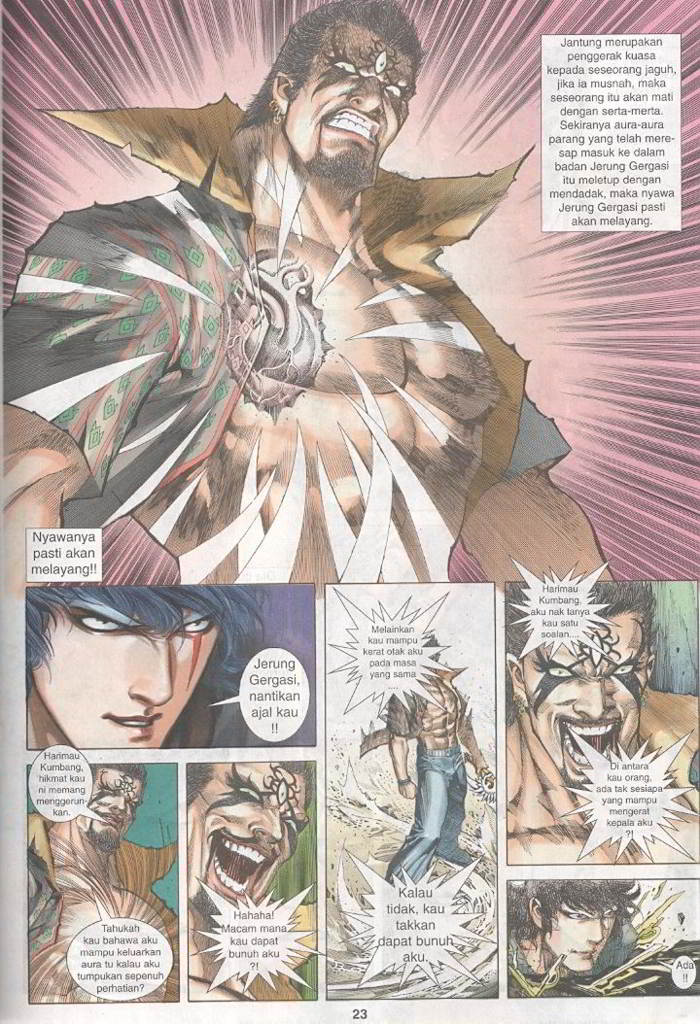 Jantung merupakan
penggerak kuasa
kepada seseorang jaguh,
jika ia musnah, maka
seseorang itu akan mati
dengan serta-merta.
Sekiranya aura-aura
parang yang telah mere-
sap masuk ke dalam
badan Jerung Gergasi
itu meletup dengan
mendadak, maka nyawa
Jerung Gergasi pasti
akan melayang.
Nyawanya
pasti akan
melayang!!
Jerung
Gergasi,
nantikan
ajal kau
!!
Harimau
Kumbang,
hikmat kau
ni memang
menggerun-
kan.
Tahukah
kau bahawa aku
mampu keluarkan
aura tu kalau aku
tumpukan sepenuh
perhatian?
Hahaha!
Macam mana
kau dapat
bunuh aku
?!
Melainkan
kau mampu
kerat otak aku
pada masa
yang sama
....
Kalau
tidak, kau
takkan
dapat bunuh
aku.
Harimau
Kumbang,
aku nak tanya
kau satu
soalan....
Di antara
kau orang,
ada tak sesiapa
yang mampu
mengerat
kepala aku
?!
Ada
!!
23